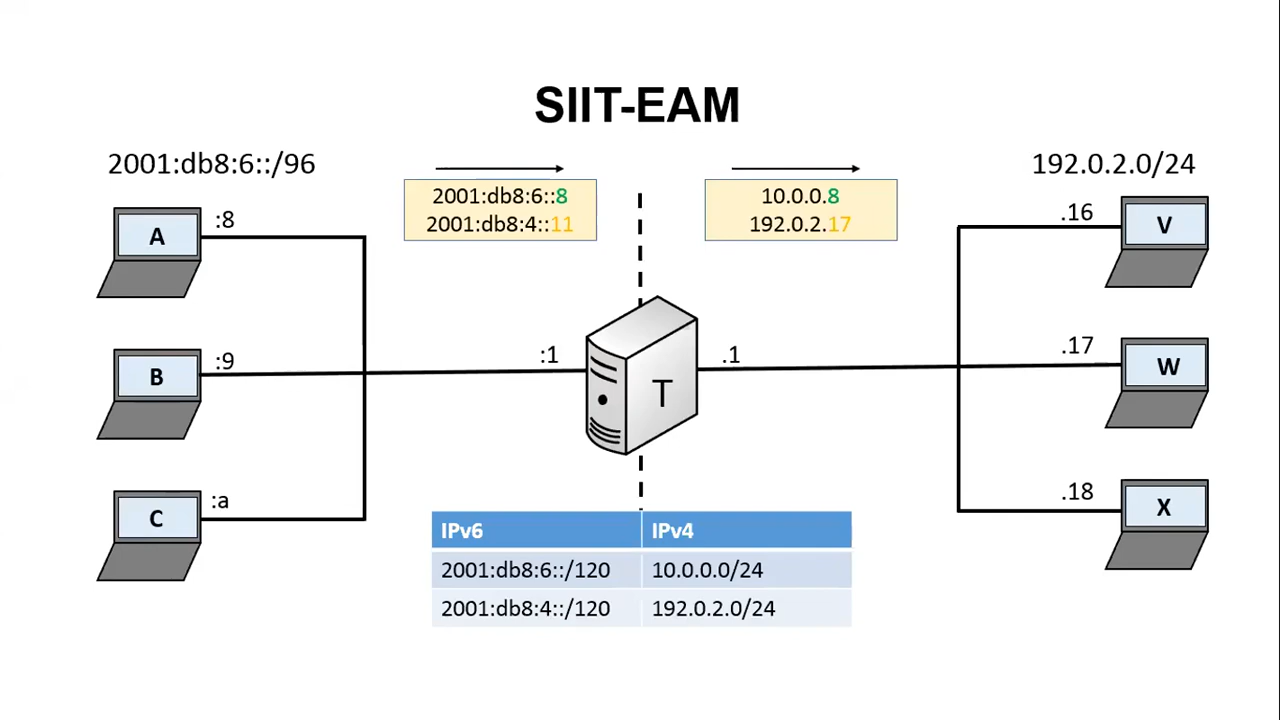 SIIT-EAM
2001:db8:6::/96
192.0.2.0/24
2001:db8:6::8
2001:db8:4::11
10.0.0.8
192.0.2.17
A
:8
B
:9
C
:a
:1
T
.1
.16
V
.17
W
.18
X
IPv6 IPv4
2001:db8:6::/120 10.0.0.0/24
2001:db8:4::/120 192.0.2.0/24